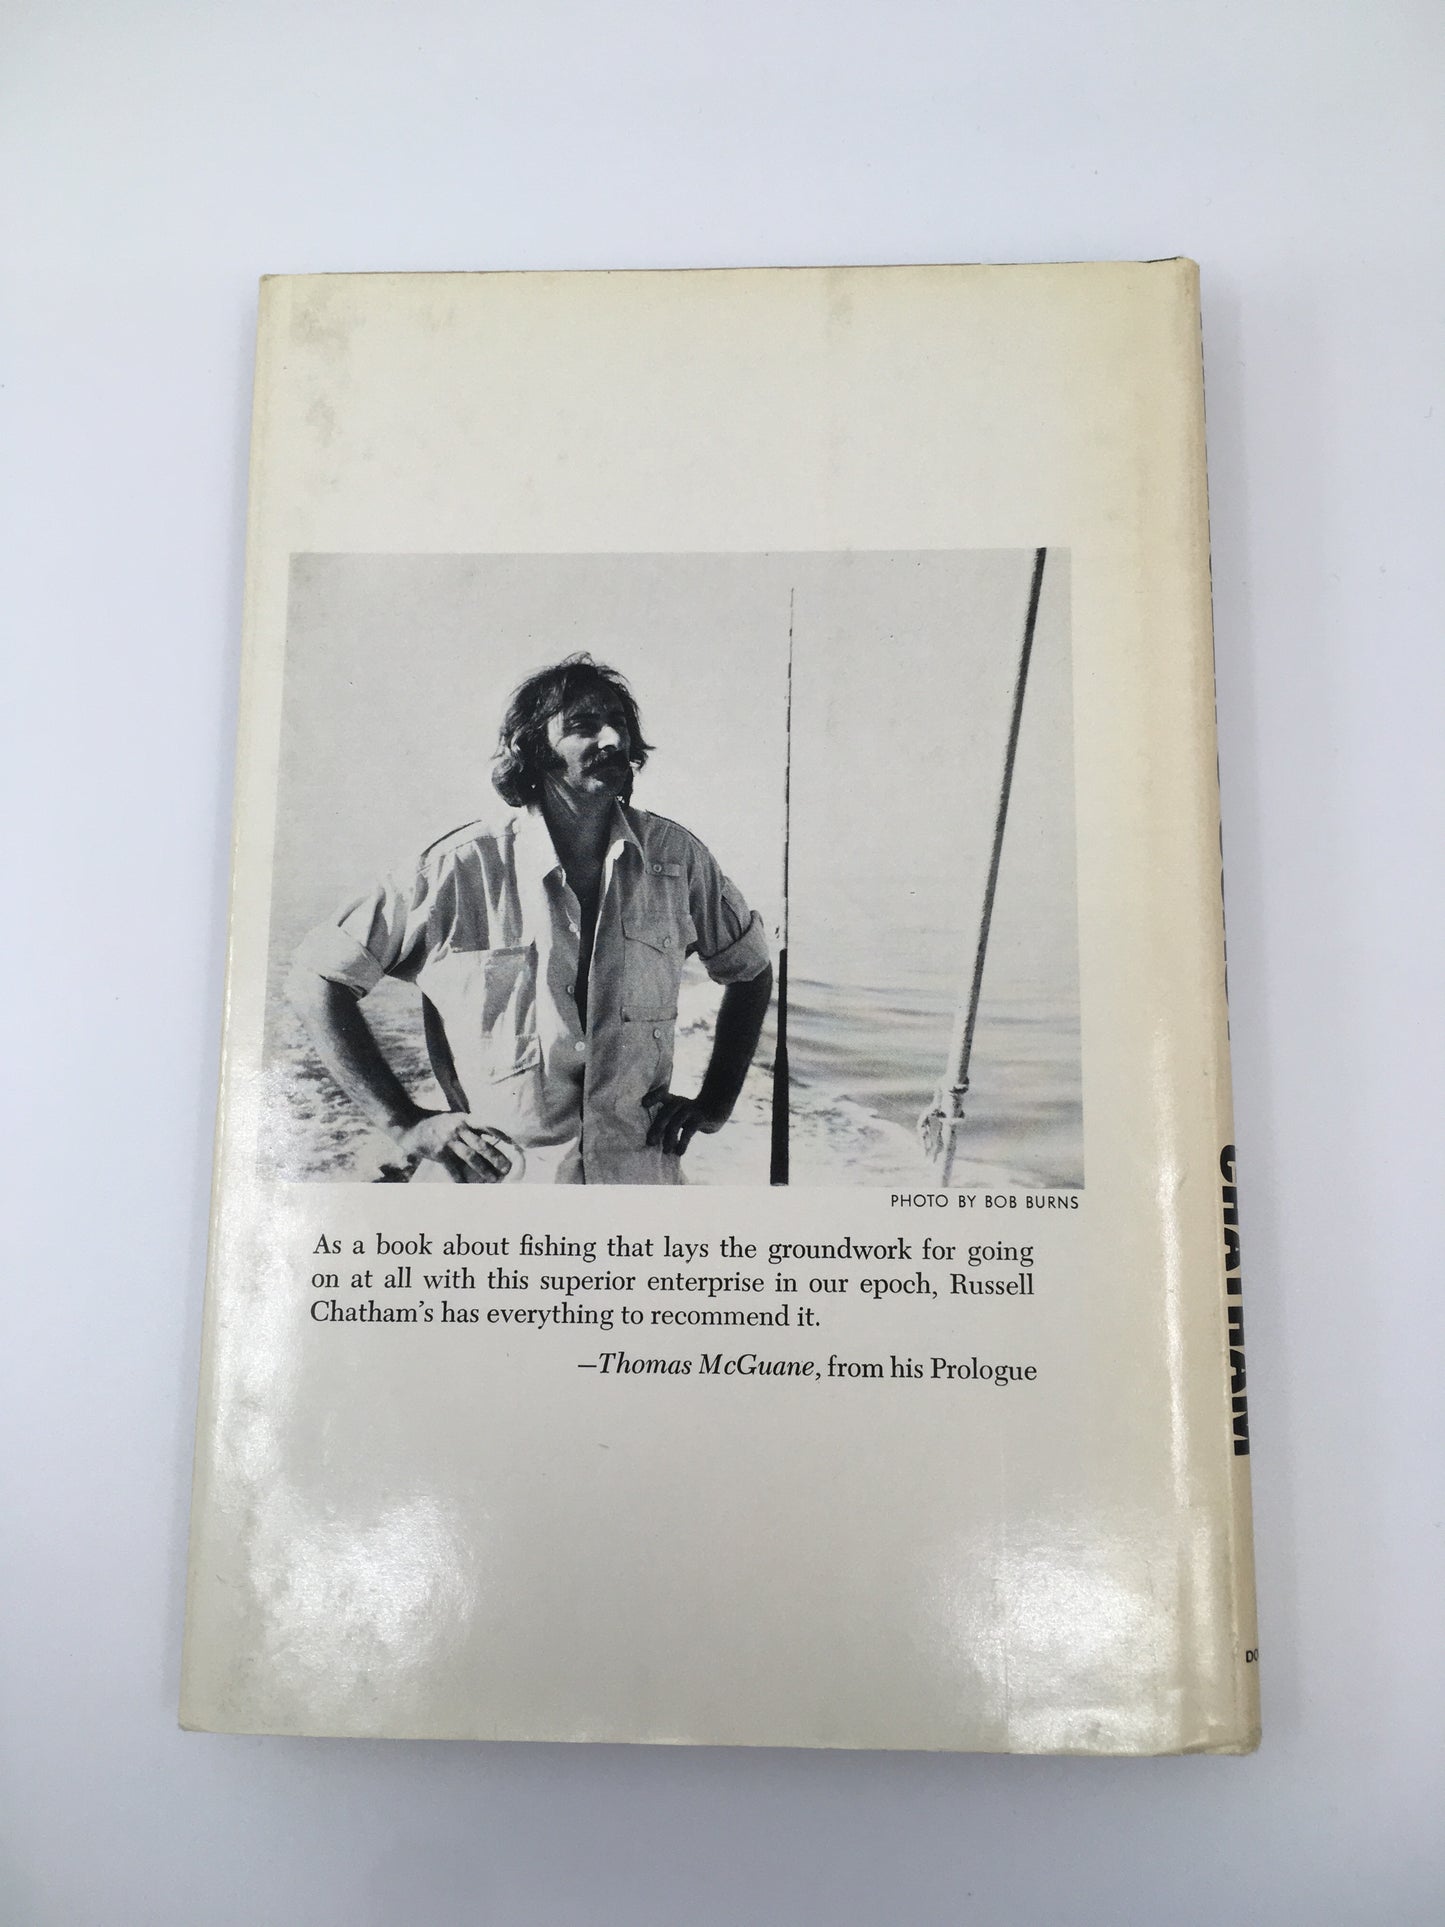 PHOTO BY BOB BURNS
As a book about fishing that lays the groundwork for going
on at all with this superior enterprise in our epoch, Russell
Chatham's has everything to recommend it.
—Thomas McGuane, from his Prologue
CHATHAM